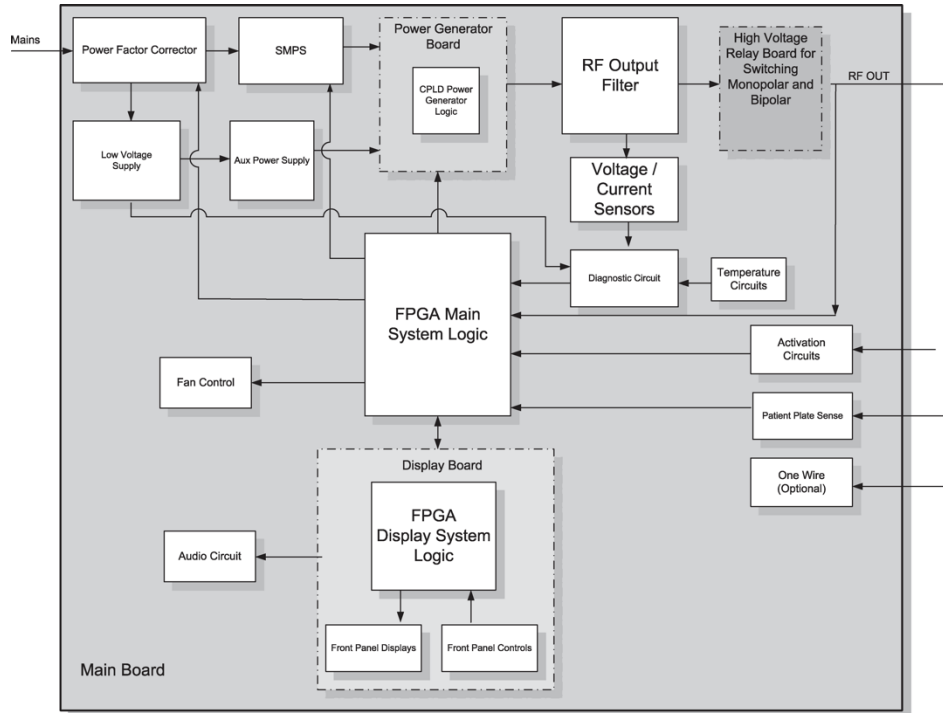 Mains
Power Factor Corrector
SMPS
Power Generator
Board
CPLD Power
Generator
Logic
RF Output
Filter
High Voltage
Relay Board for
Switching
Monopolar and
Bipolar
RF OUT
Low Voltage
Supply
Aux Power Supply
Voltage /
Current
Sensors
Diagnostic Circuit
Temperature
Circuits
FPGA Main
System Logic
Activation
Circuits
Fan Control
Patient Plate Sense
Display Board
One Wire
(Optional)
FPGA
Display System
Logic
Audio Circuit
Front Panel Displays
Front Panel Controls
Main Board